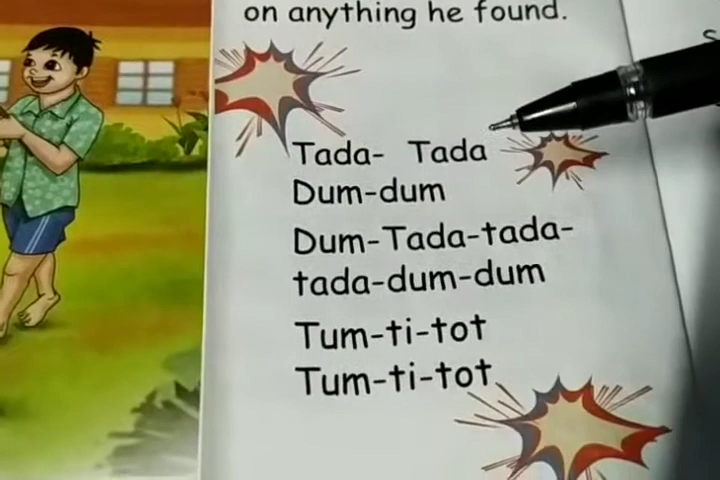 on anything he found.
Tada- Tada
Dum-dum
Dum-Tada-tada-
tada-dum-dum
Tum-ti-tot
Tum-ti-tot